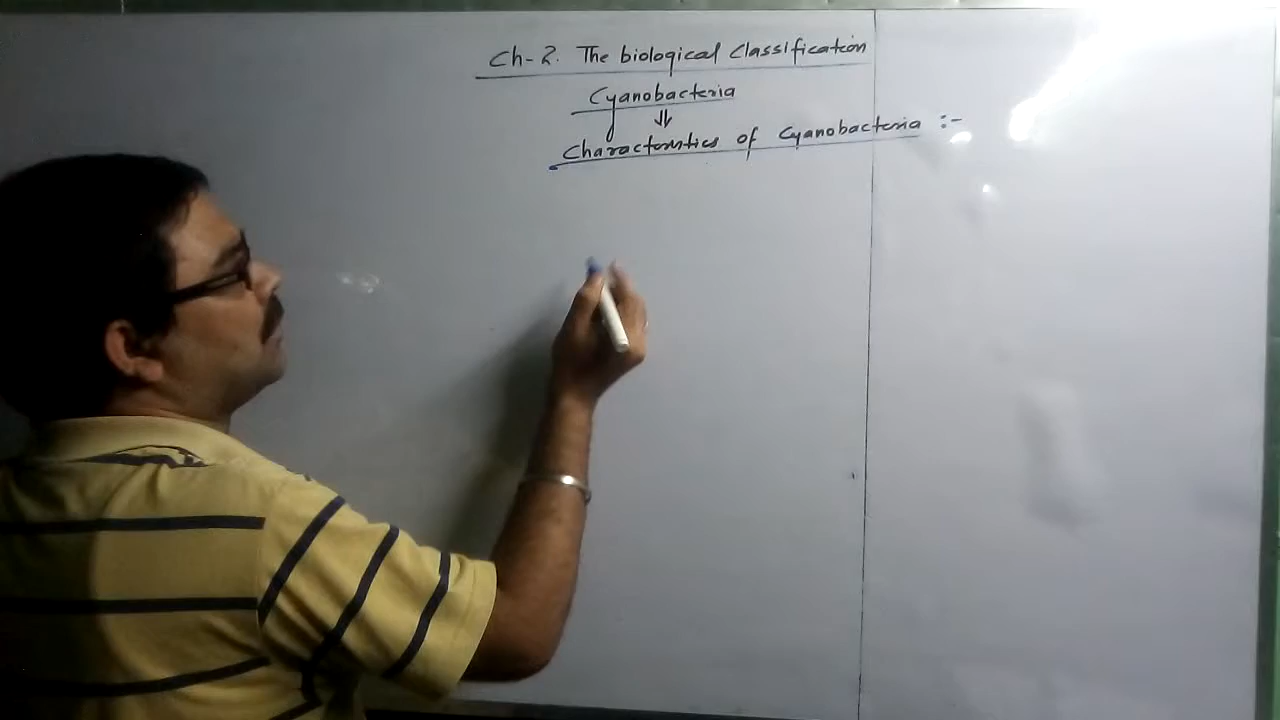 Ch-2. The biological Classification
Cyanobacteria
⇓
Characteristics of Cyanobacteria :-